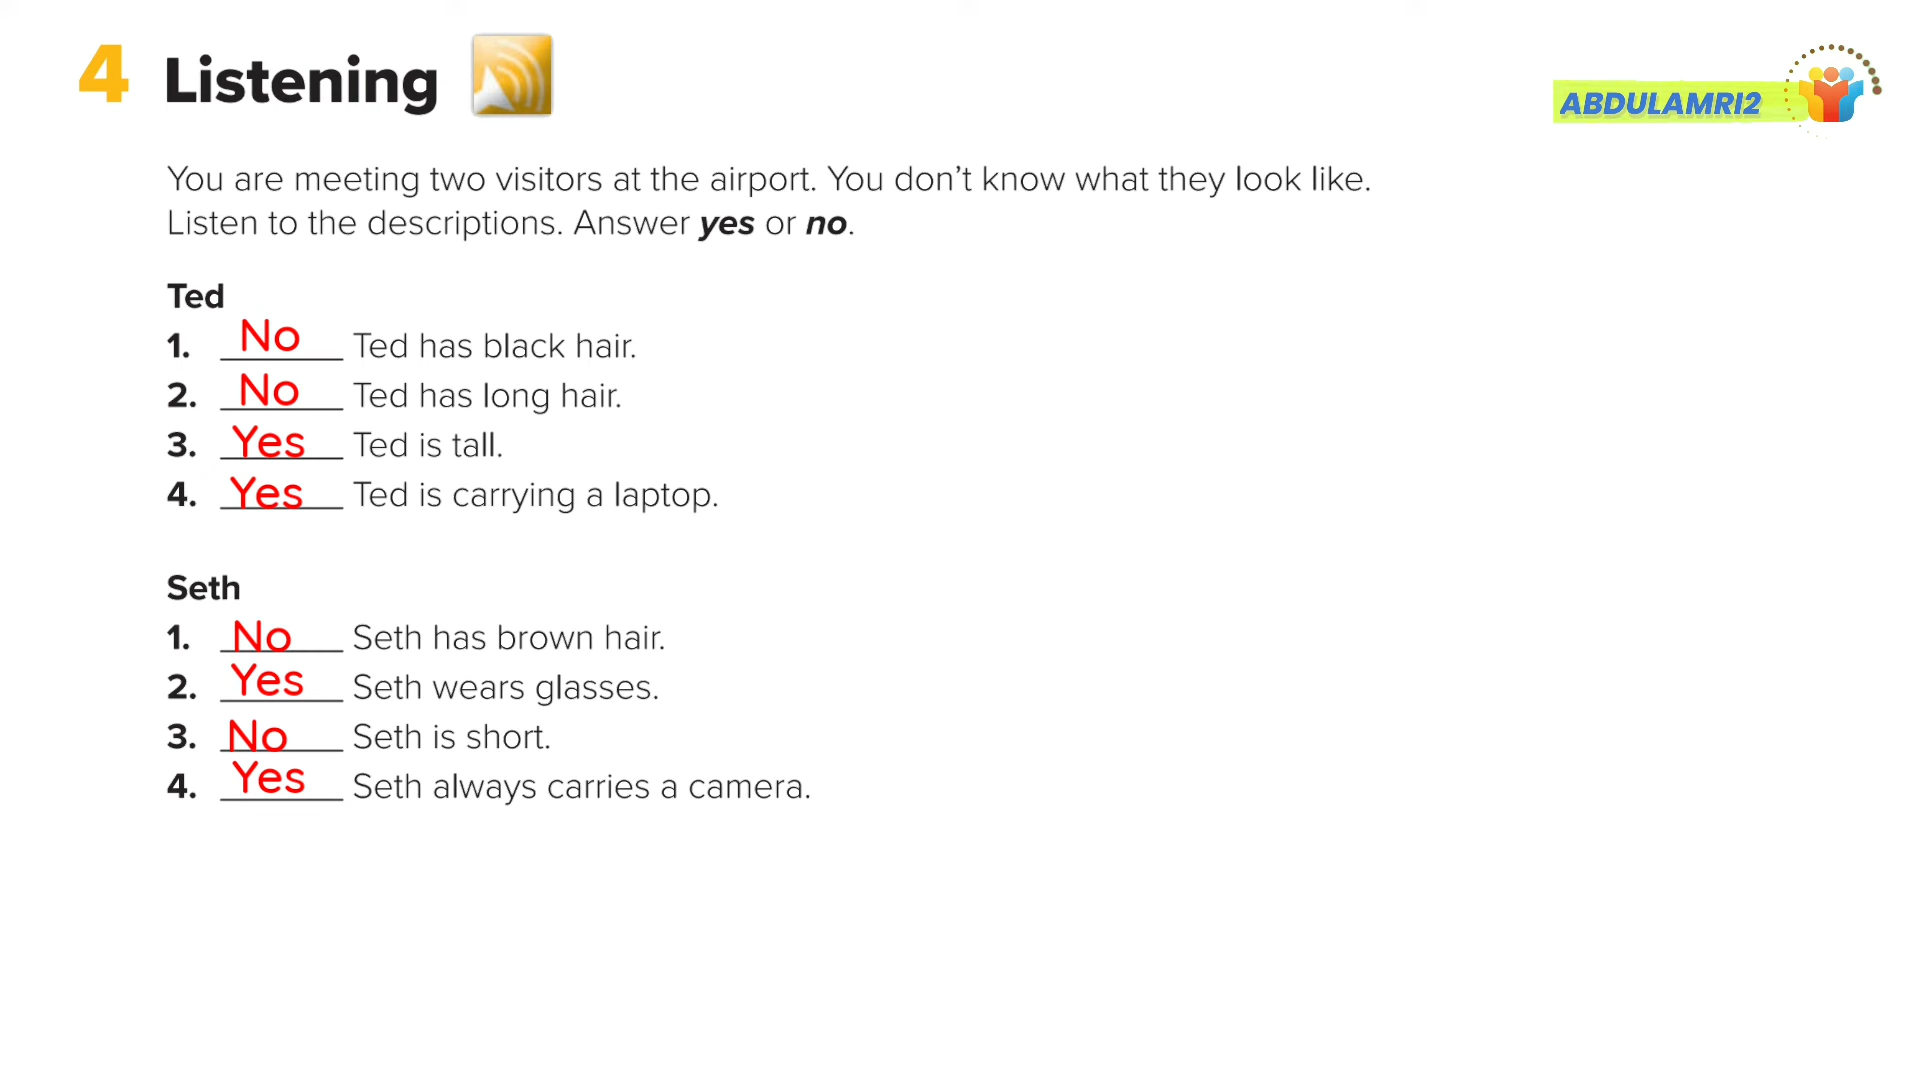 4 Listening
ABDULAMRI2
You are meeting two visitors at the airport. You don’t know what they look like.
Listen to the descriptions. Answer yes or no.
Ted
1. No Ted has black hair.
2. No Ted has long hair.
3. Yes Ted is tall.
4. Yes Ted is carrying a laptop.
Seth
1. No Seth has brown hair.
2. Yes Seth wears glasses.
3. No Seth is short.
4. Yes Seth always carries a camera.